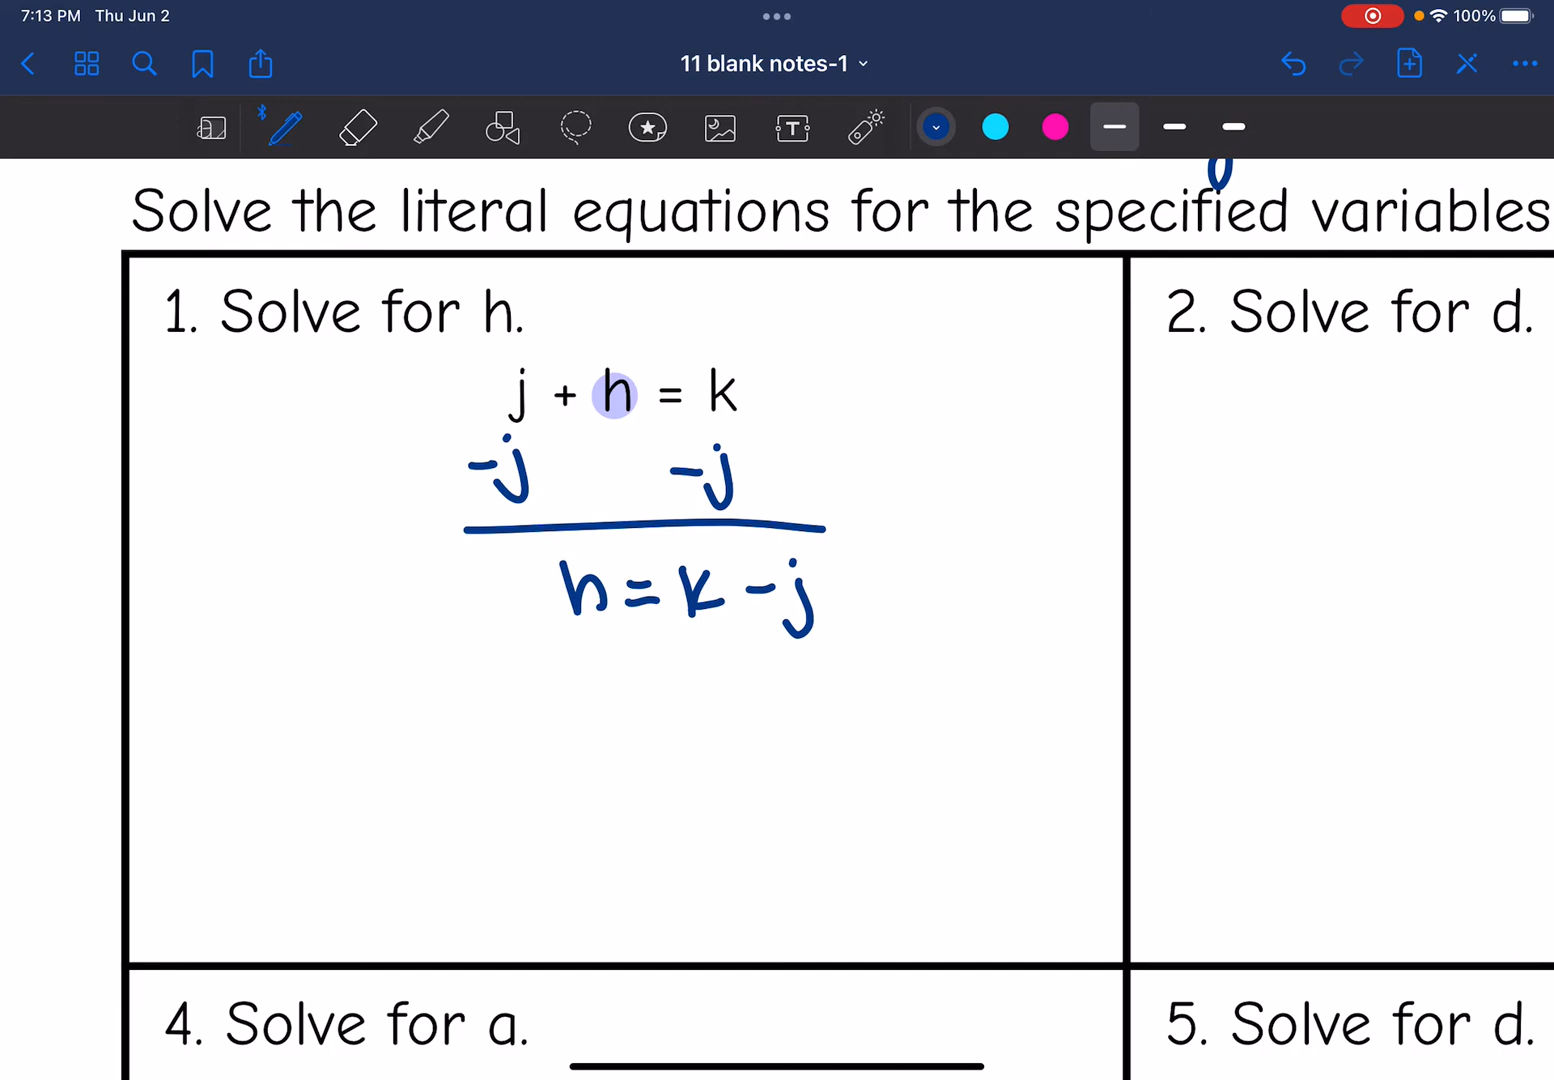 7:13 PM Thu Jun 2
100%
11 blank notes-1
T
Solve the literal equations for the specified variables
1. Solve for h.
j + h = k
-j -j
h = k - j
2. Solve for d.
4. Solve for a.
5. Solve for d.